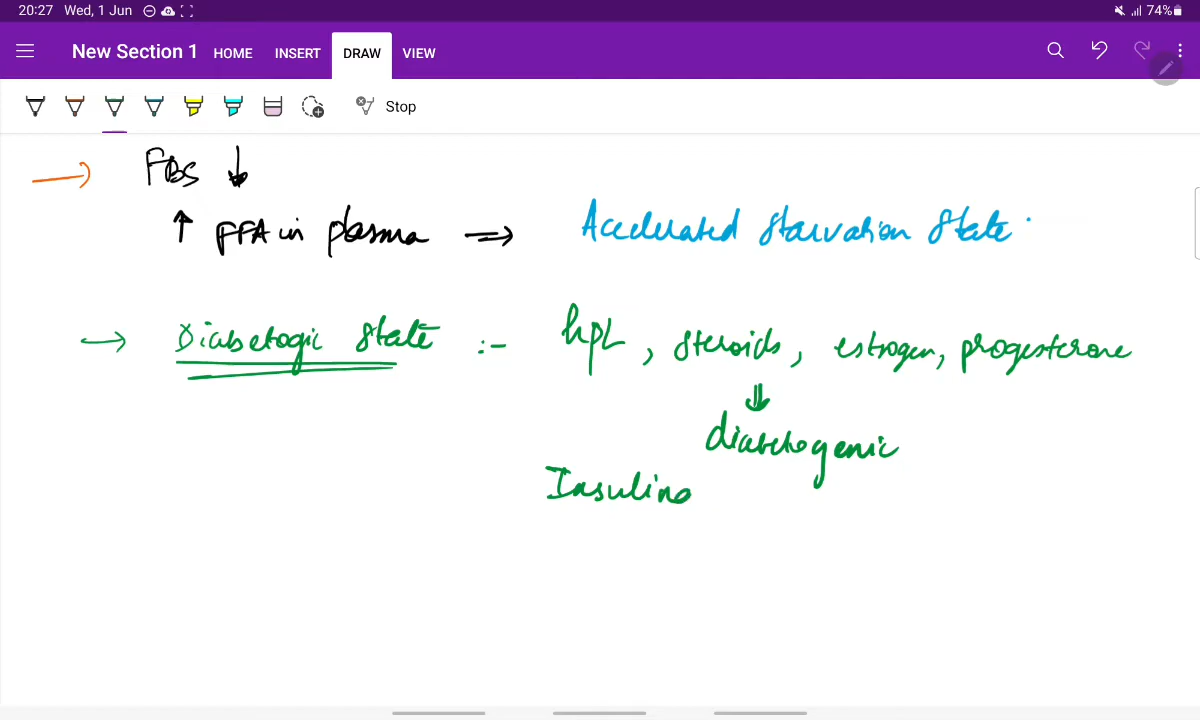 20:27 Wed, 1 Jun 74%
New Section 1 HOME INSERT DRAW VIEW
Stop
FBS ↓
↑ FFA in plasma ⇒ Accelerated Starvation State
→ Diabetogic State :- hpL, steroids, estrogen, progesterone
⇓
diabetogenic
Insulino